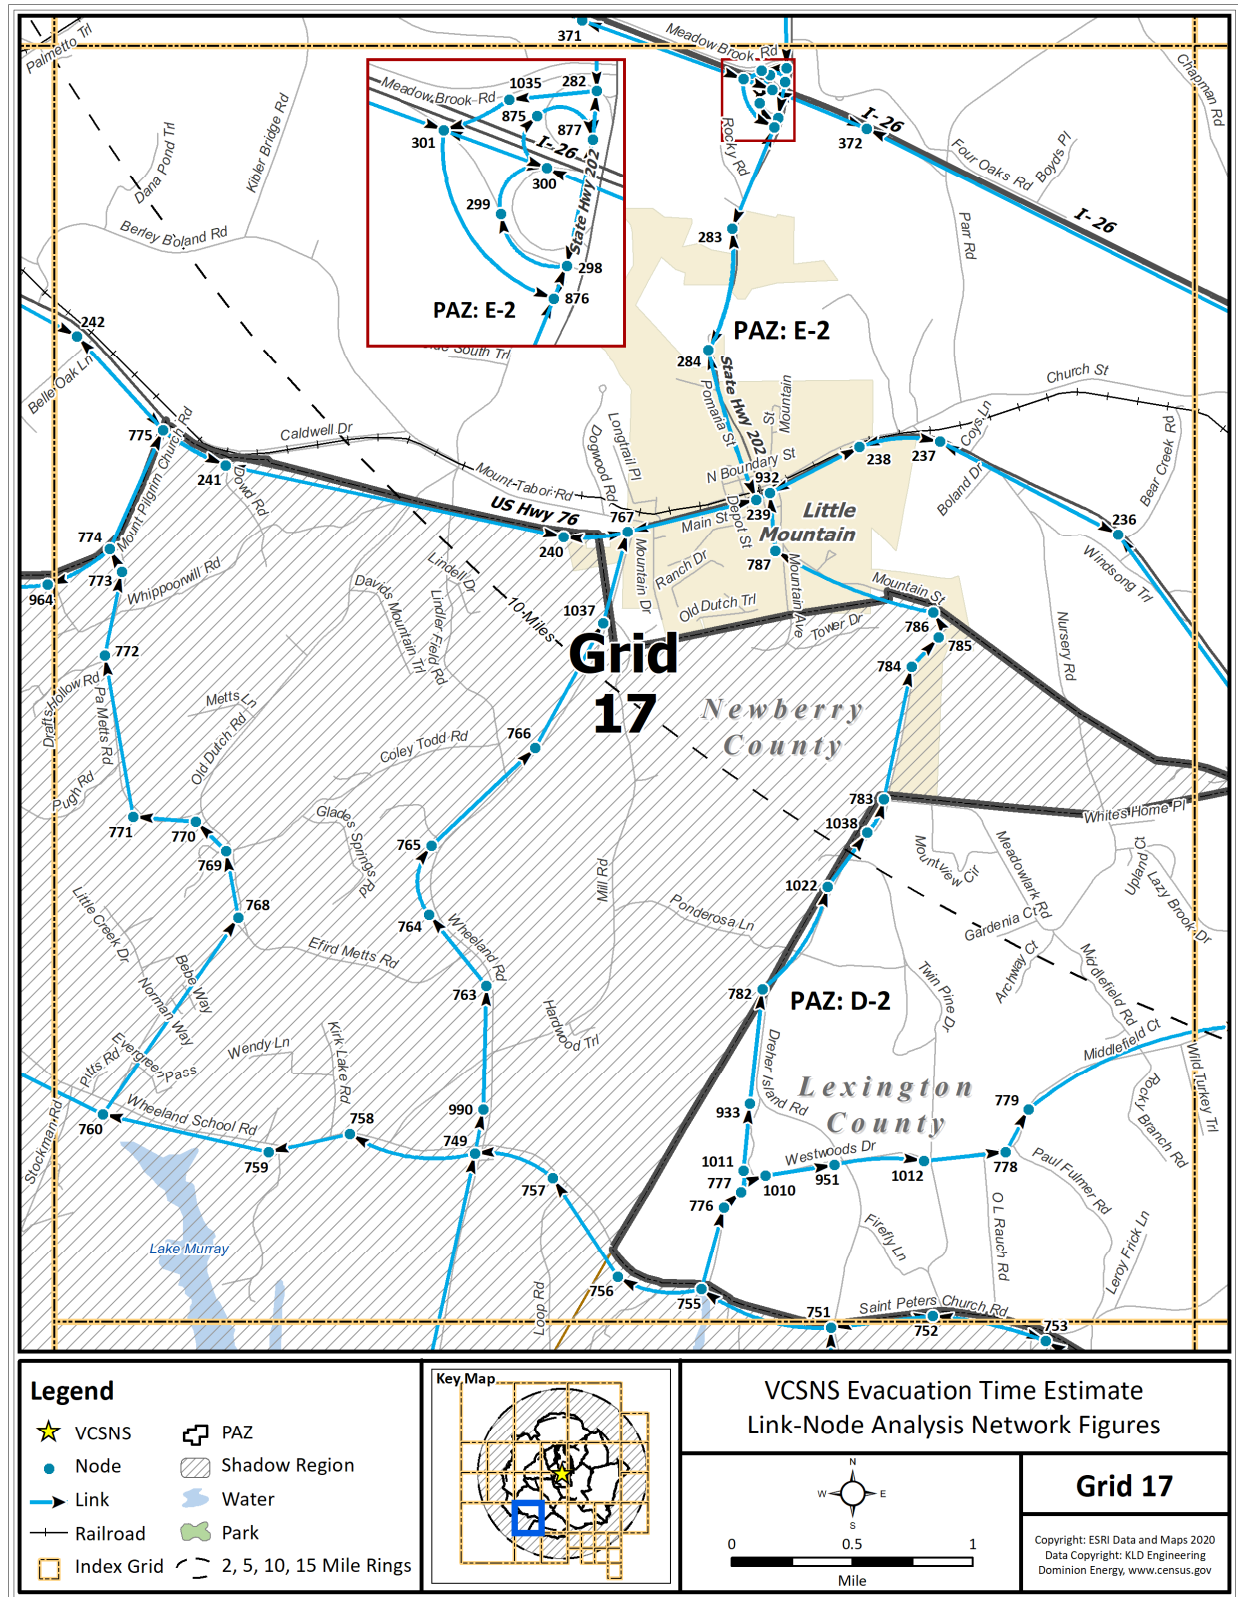 371
Meadow Brook Rd
Palmetto Trl
Chapman Rd
1035
282
Meadow Brook Rd
875
877
I- 26
301
300
299
State Hwy 202
298
876
PAZ: E-2
I- 26
372
Rocky Rd
Four Oaks Rd
Boyds Pl
I- 26
Parr Rd
Dana Pond Trl
Kibler Bridge Rd
Berley Boland Rd
283
PAZ: E-2
242
South Trl
284
State Hwy 202
Pomaria St
St
Mountain
Church St
Belle Oak Ln
775
Caldwell Dr
Longtrail Pl
Dogwood Rd
N Boundary St
238
237
Coys Ln
Bear Creek Rd
Boland Dr
Mount Pilgrim Church Rd
241
Dowd Rd
Mount Tabor Rd
US Hwy 76
767
932
Main St
239
Depot St
Little
Mountain
236
774
240
Ranch Dr
787
Mountain St
Windsong Trl
964
773
Whippoorwill Rd
Lindell Dr
Davids Mountain Trl
Lindler Field Rd
10-Miles
Mountain Dr
1037
Old Dutch Trl
Mountain Ave
Tower Dr
786
785
Nursery Rd
Grid
17
772
784
Drafts Hollow Rd
Pa Metts Rd
Metts Ln
Old Dutch Rd
Coley Todd Rd
766
Newberry
County
Pugh Rd
771
770
769
Glades Springs Rd
765
783
1038
Whites Home Pl
Mountview Cir
Meadowlark Rd
Upland Ct
Lazy Brook Dr
Mill Rd
1022
Little Creek Dr
768
764
Wheeland Rd
Ponderosa Ln
Gardenia Ct
Efird Metts Rd
Archway Ct
Middlefield Rd
Bebe Way
Norman Way
763
782
PAZ: D-2
Twin Pine Dr
Hardwood Trl
Middlefield Ct
Pitts Rd
Evergreen Pass
Wendy Ln
Kirk Lake Rd
Dreher Island Rd
Lexington
County
Wild Turkey Trl
Rocky Branch Rd
Stockman Rd
760
Wheeland School Rd
758
990
933
779
759
749
1011
777
Westwoods Dr
1010
951
1012
778
Paul Fulmer Rd
757
776
Firefly Ln
O L Rauch Rd
Leroy Frick Ln
Lake Murray
756
755
Loop Rd
751
Saint Peters Church Rd
752
753
Legend
VCSNS
PAZ
Node
Shadow Region
Link
Water
Railroad
Park
Index Grid
2, 5, 10, 15 Mile Rings
Key Map
VCSNS Evacuation Time Estimate
Link-Node Analysis Network Figures
N
W
E
S
0
0.5
1
Mile
Grid 17
Copyright: ESRI Data and Maps 2020
Data Copyright: KLD Engineering
Dominion Energy, www.census.gov